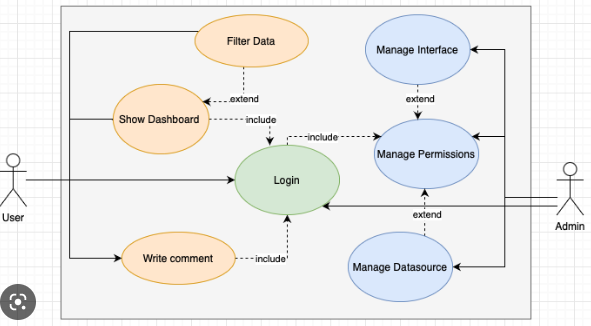 Filter Data
Manage Interface
extend
extend
Show Dashboard
include
include
Manage Permissions
Login
User
extend
Admin
Write comment
include
Manage Datasource